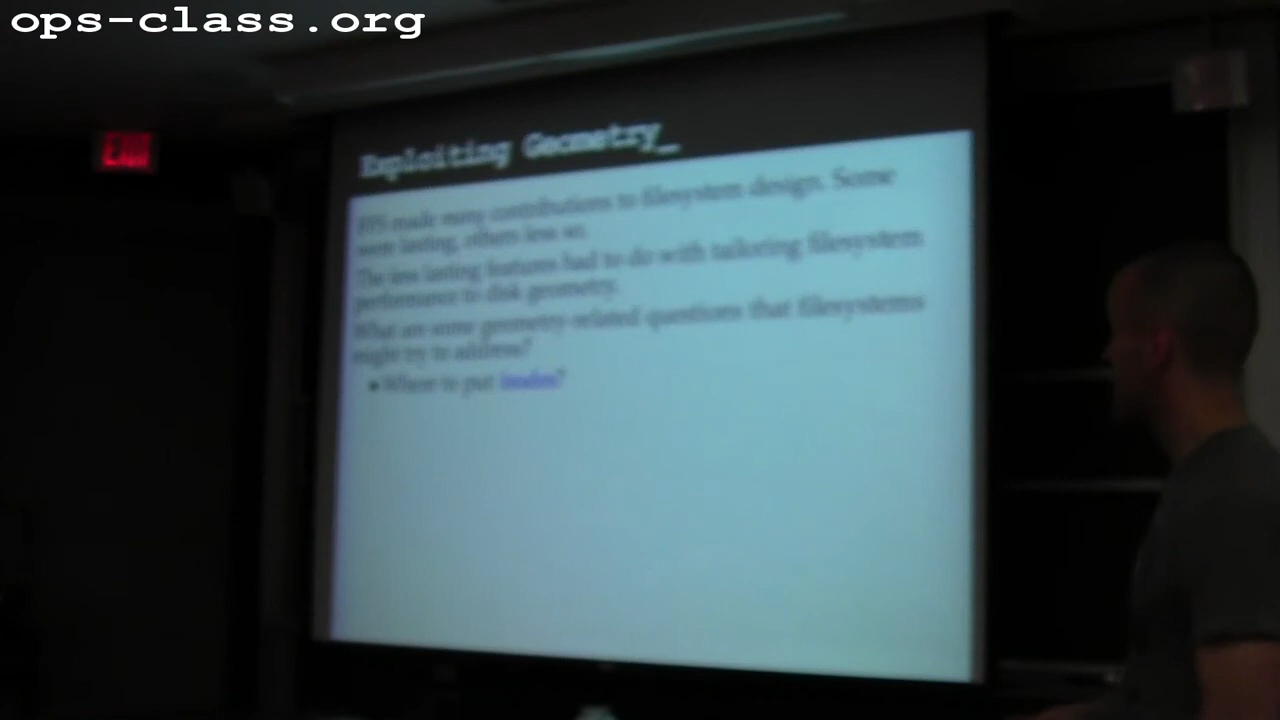 ops-class.org
EXIT
Exploiting Geometry_
FFS made many contributions to filesystem design. Some
were lasting, others less so.
The less lasting features had to do with tailoring filesystem
performance to disk geometry.
What are some geometry-related questions that filesystems
might try to address?
• Where to put inodes?